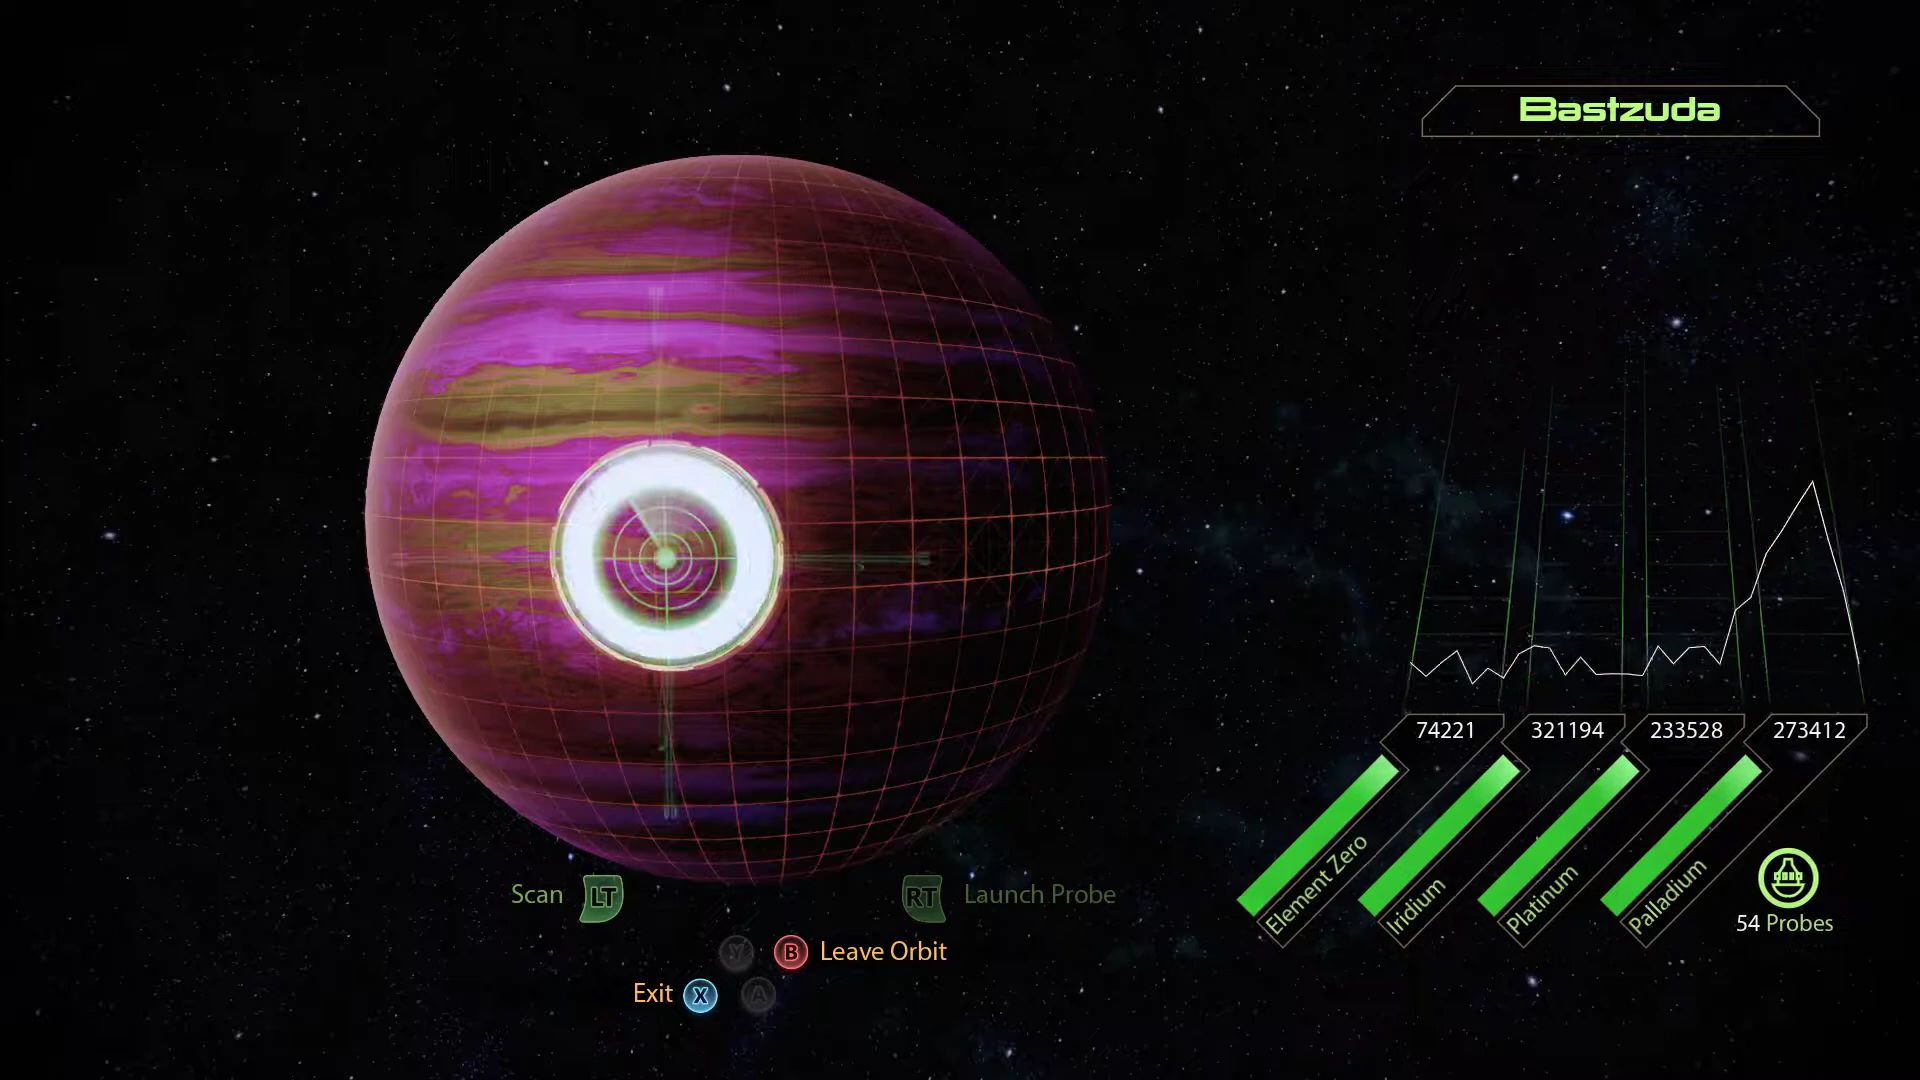 Bastzuda
74221 321194 233528 273412
Element Zero
Iridium
Platinum
Palladium
54 Probes
Scan LT
RT Launch Probe
Y B Leave Orbit
Exit X A